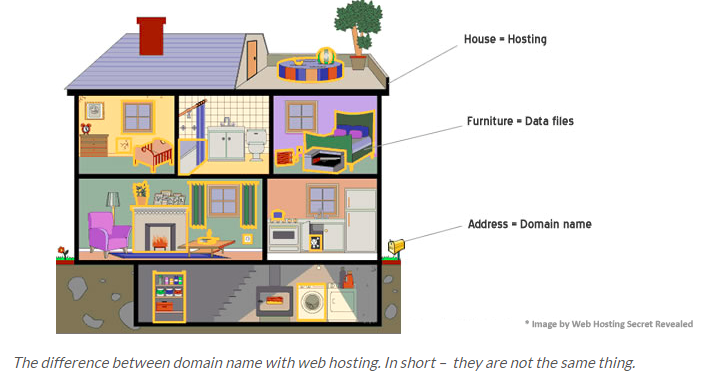 House = Hosting
Furniture = Data files
Address = Domain name
* Image by Web Hosting Secret Revealed
The difference between domain name with web hosting. In short – they are not the same thing.